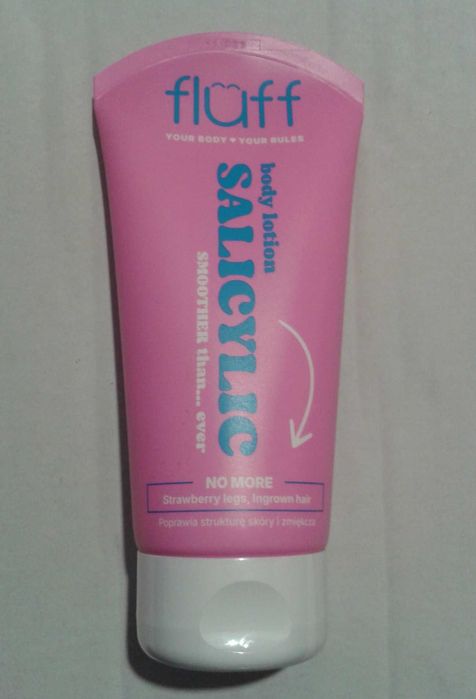 fluff
YOUR BODY ♥ YOUR RULES
body lotion
SALICYLIC
SMOOTHER than... ever
NO MORE
Strawberry legs, Ingrown hair
Poprawia strukturę skóry i zmiękcza